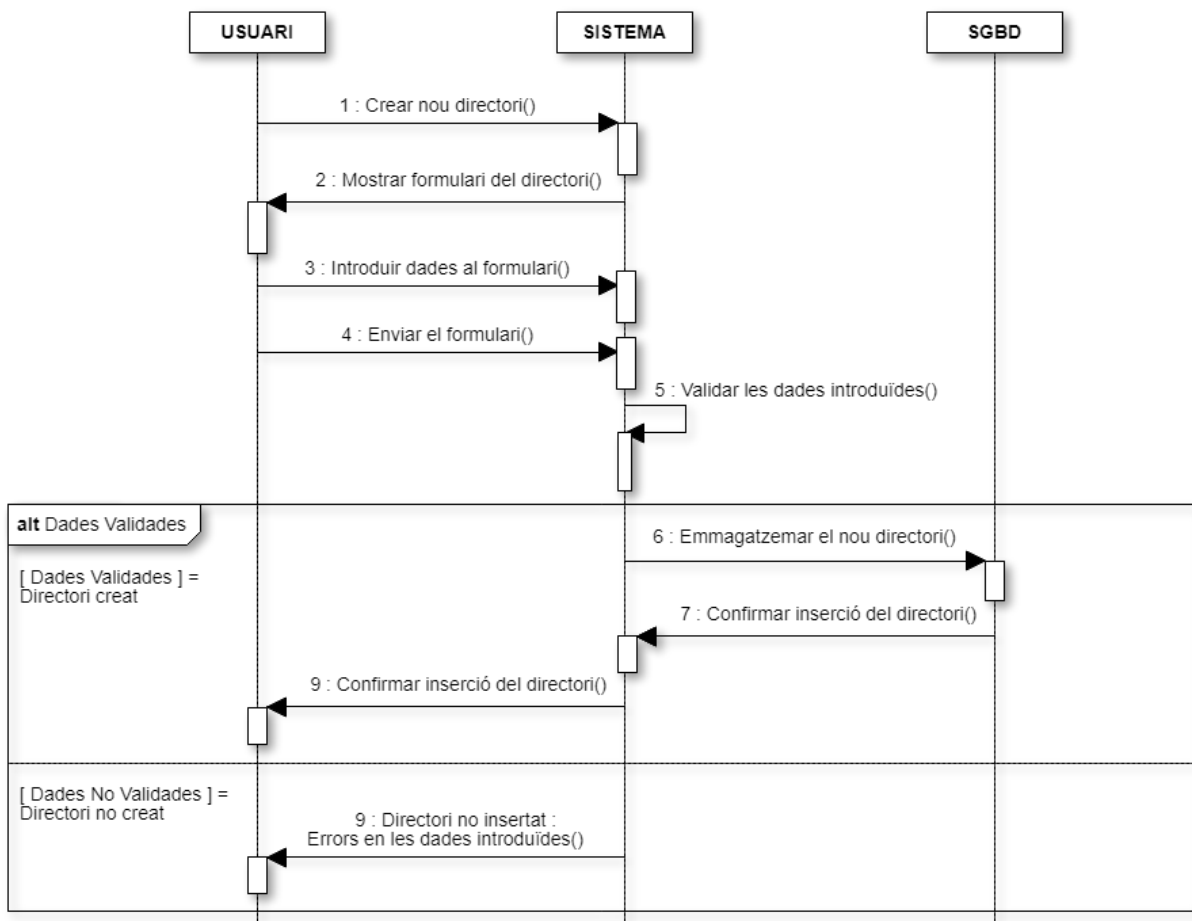 USUARI
SISTEMA
SGBD
1 : Crear nou directori()
2 : Mostrar formulari del directori()
3 : Introduir dades al formulari()
4 : Enviar el formulari()
5 : Validar les dades introduïdes()
alt Dades Validades
6 : Emmagatzemar el nou directori()
[ Dades Validades ] =
Directori creat
7 : Confirmar inserció del directori()
9 : Confirmar inserció del directori()
[ Dades No Validades ] =
Directori no creat
9 : Directori no insertat :
Errors en les dades introduïdes()